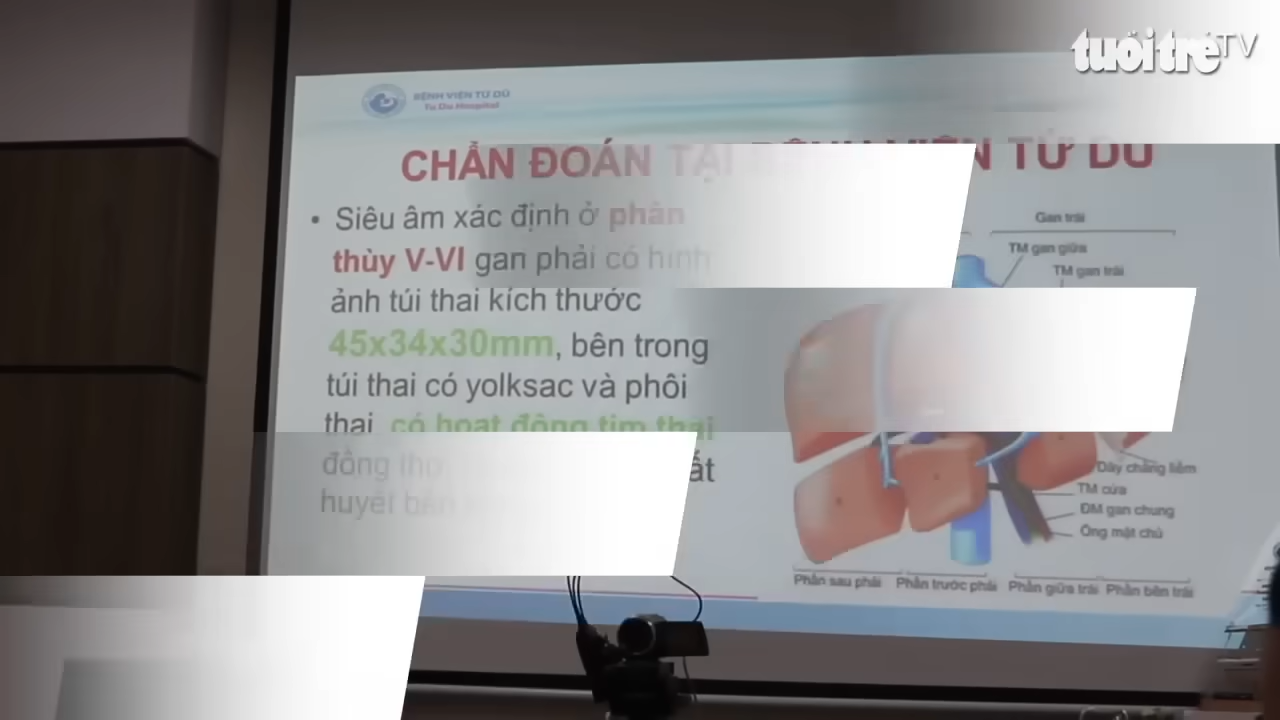 tuổi trẻ TV
BỆNH VIỆN TỪ DŨ
Tu Du Hospital
CHẨN ĐOÁN TẠI BỆNH VIỆN TỪ DŨ
• Siêu âm xác định ở phân
thùy V-VI gan phải có hình
ảnh túi thai kích thước
45x34x30mm, bên trong
túi thai có yolksac và phôi
thai có hoạt động tim thai
đồng
huyết bên
Gan trái
TM gan giữa
TM gan trái
Dây chằng liềm
TM cửa
ĐM gan chung
Ống mật chủ
Phần sau phải
Phần trước phải
Phần giữa trái
Phần bên trái